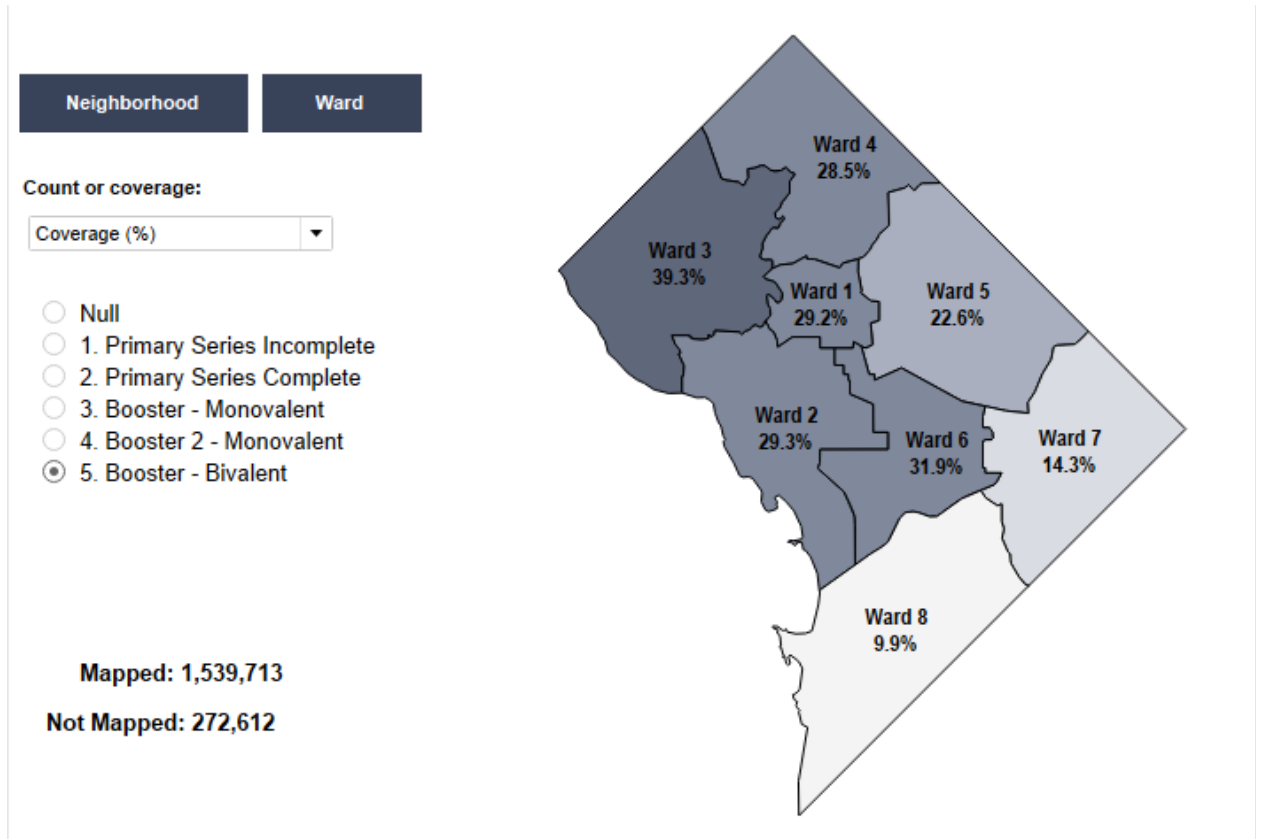 Neighborhood
Ward
Count or coverage:
Coverage (%)
Null
1. Primary Series Incomplete
2. Primary Series Complete
3. Booster - Monovalent
4. Booster 2 - Monovalent
5. Booster - Bivalent
Mapped: 1,539,713
Not Mapped: 272,612
Ward 4
28.5%
Ward 3
39.3%
Ward 1
29.2%
Ward 5
22.6%
Ward 2
29.3%
Ward 6
31.9%
Ward 7
14.3%
Ward 8
9.9%